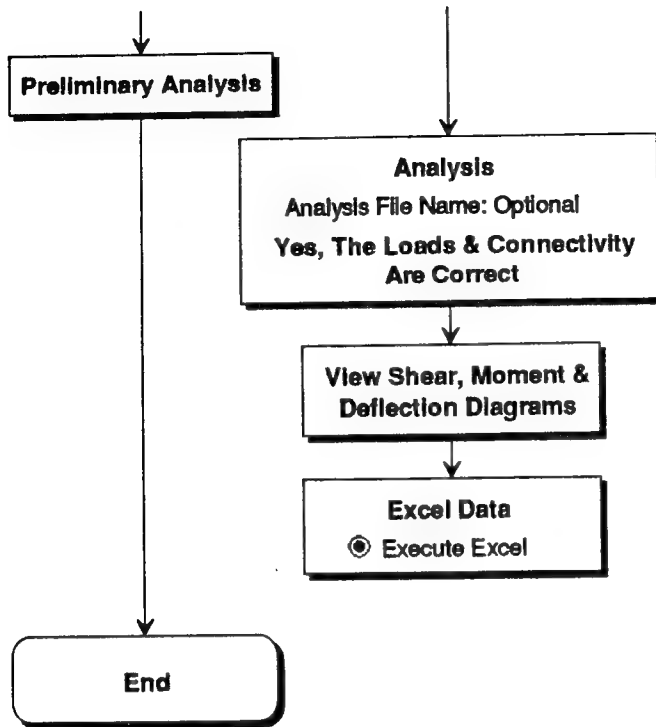 Preliminary Analysis
Analysis
Analysis File Name: Optional
Yes, The Loads & Connectivity
Are Correct
View Shear, Moment &
Deflection Diagrams
Excel Data
Execute Excel
End